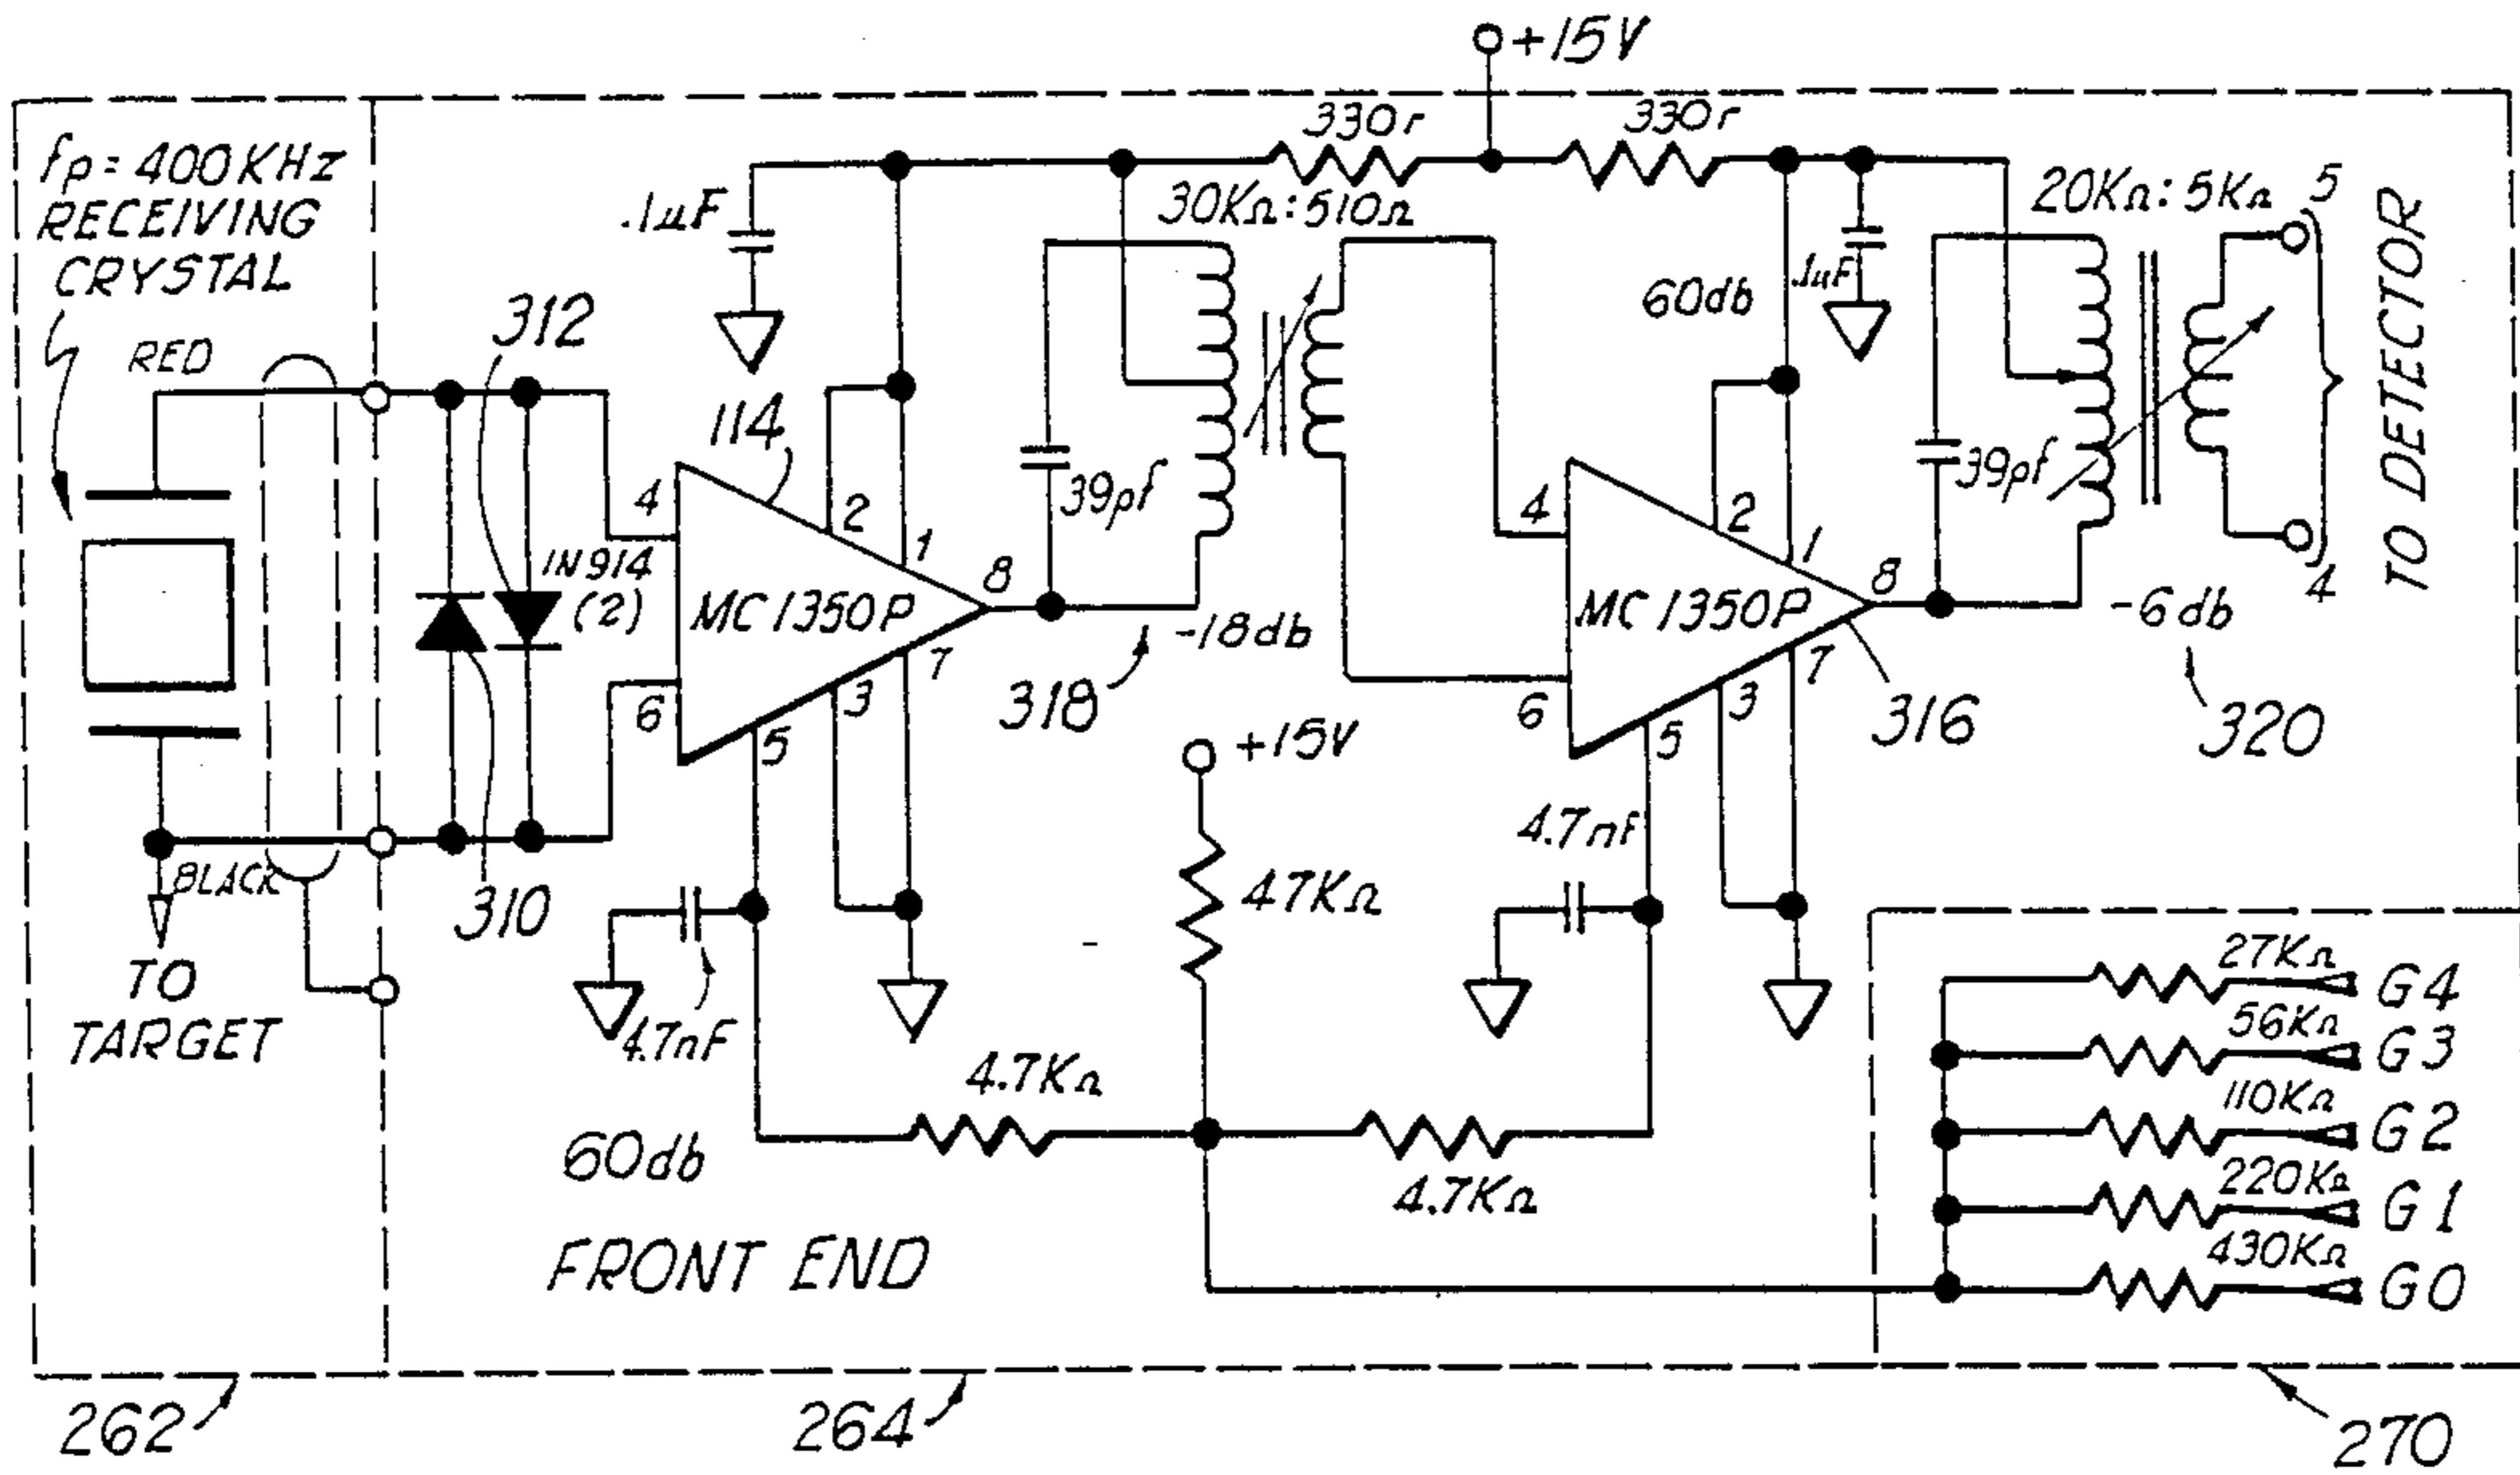 +15V
330r
330r
fp=400KHz
RECEIVING
CRYSTAL
.1µF
30KΩ:510Ω
20KΩ:5KΩ
5
TO DETECTOR
312
RED
60db
.1µF
114
39pf
39pf
4
2
1
8
1N914
(2)
MC1350P
4
2
1
8
MC1350P
4
-18db
-6db
6
7
3
5
318
6
7
3
5
316
320
+15V
4.7nF
BLACK
310
47KΩ
TO
TARGET
4.7nF
27KΩ
G4
56KΩ
G3
4.7KΩ
110KΩ
G2
60db
4.7KΩ
220KΩ
G1
FRONT END
430KΩ
G0
262
264
270